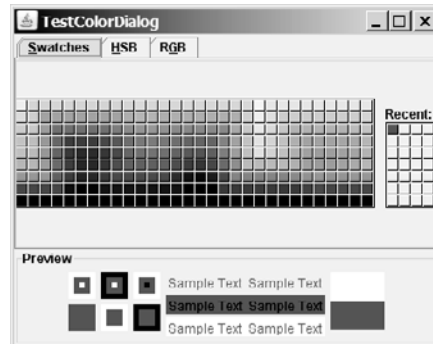 TestColorDialog
Swatches HSB RGB
Recent:
Preview
Sample Text Sample Text
Sample Text Sample Text
Sample Text Sample Text